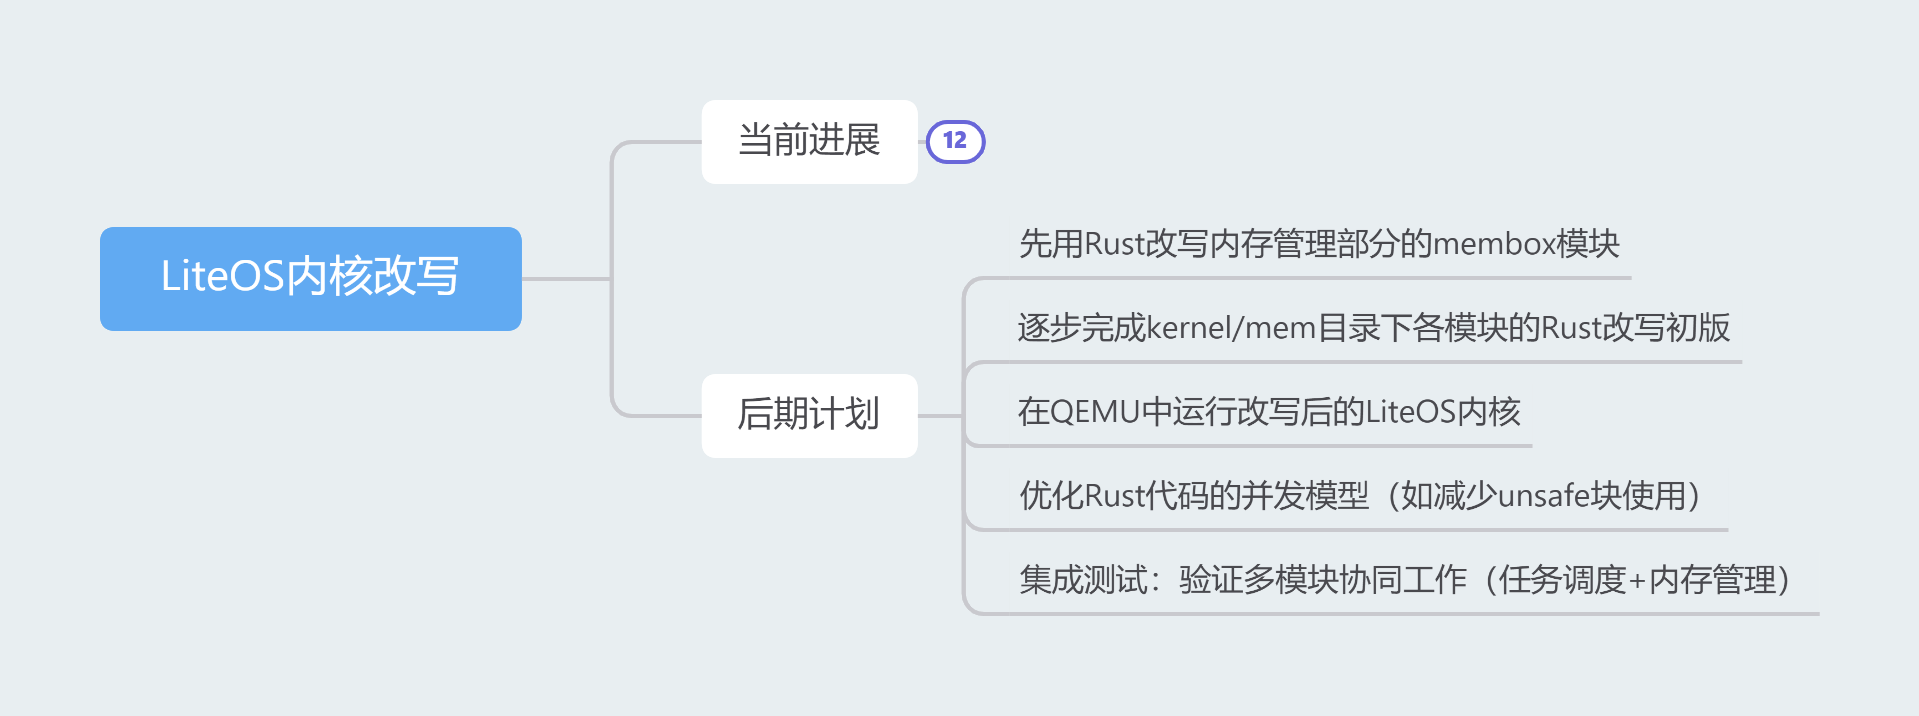 LiteOS内核改写
当前进展
12
后期计划
先用Rust改写内存管理部分的membox模块
逐步完成kernel/mem目录下各模块的Rust改写初版
在QEMU中运行改写后的LiteOS内核
优化Rust代码的并发模型（如减少unsafe块使用）
集成测试：验证多模块协同工作（任务调度+内存管理）